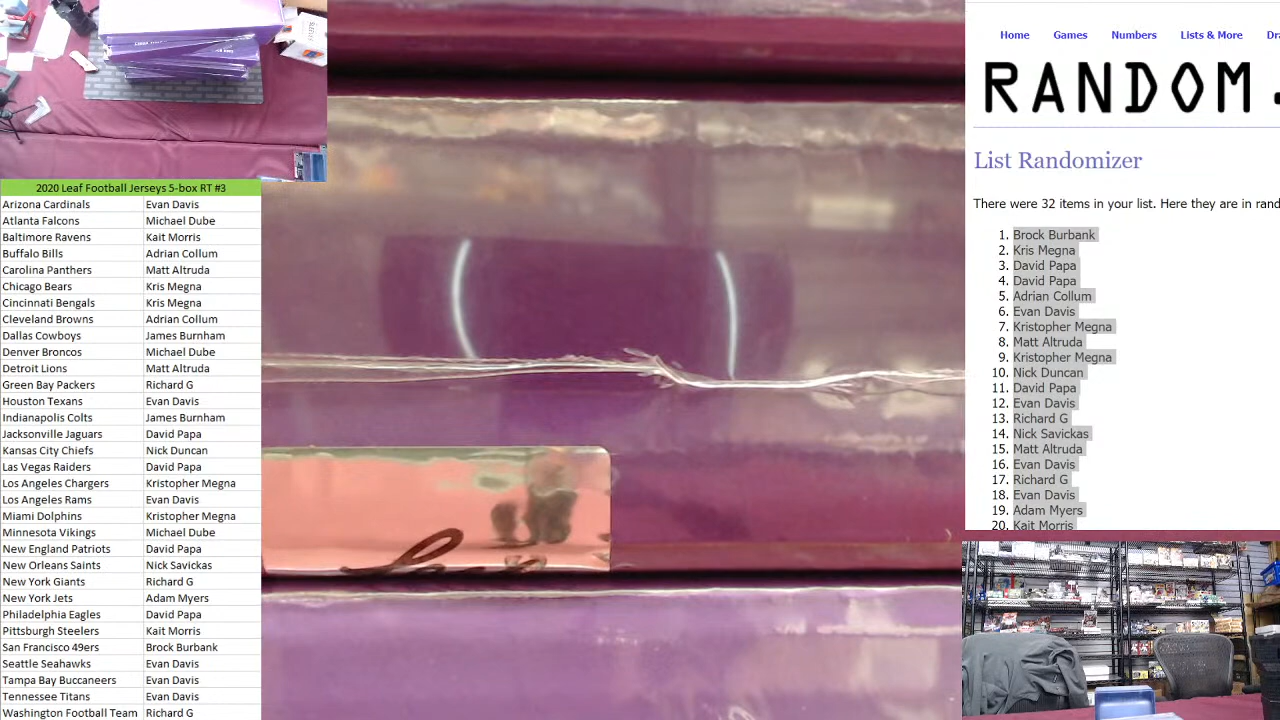 2020 Leaf Football Jerseys 5-box RT #3
Arizona Cardinals Evan Davis
Atlanta Falcons Michael Dube
Baltimore Ravens Kait Morris
Buffalo Bills Adrian Collum
Carolina Panthers Matt Altruda
Chicago Bears Kris Megna
Cincinnati Bengals Kris Megna
Cleveland Browns Adrian Collum
Dallas Cowboys James Burnham
Denver Broncos Michael Dube
Detroit Lions Matt Altruda
Green Bay Packers Richard G
Houston Texans Evan Davis
Indianapolis Colts James Burnham
Jacksonville Jaguars David Papa
Kansas City Chiefs Nick Duncan
Las Vegas Raiders David Papa
Los Angeles Chargers Kristopher Megna
Los Angeles Rams Evan Davis
Miami Dolphins Kristopher Megna
Minnesota Vikings Michael Dube
New England Patriots David Papa
New Orleans Saints Nick Savickas
New York Giants Richard G
New York Jets Adam Myers
Philadelphia Eagles David Papa
Pittsburgh Steelers Kait Morris
San Francisco 49ers Brock Burbank
Seattle Seahawks Evan Davis
Tampa Bay Buccaneers Evan Davis
Tennessee Titans Evan Davis
Washington Football Team Richard G
Home Games Numbers Lists & More Dra
RANDOM.
List Randomizer
There were 32 items in your list. Here they are in rand
1. Brock Burbank
2. Kris Megna
3. David Papa
4. David Papa
5. Adrian Collum
6. Evan Davis
7. Kristopher Megna
8. Matt Altruda
9. Kristopher Megna
10. Nick Duncan
11. David Papa
12. Evan Davis
13. Richard G
14. Nick Savickas
15. Matt Altruda
16. Evan Davis
17. Richard G
18. Evan Davis
19. Adam Myers
20. Kait Morris